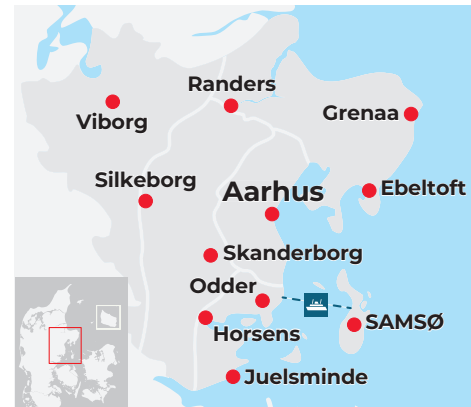 Randers
Grenaa
Viborg
Silkeborg
Aarhus
Ebeltoft
Skanderborg
Odder
SAMSØ
Horsens
Juelsminde